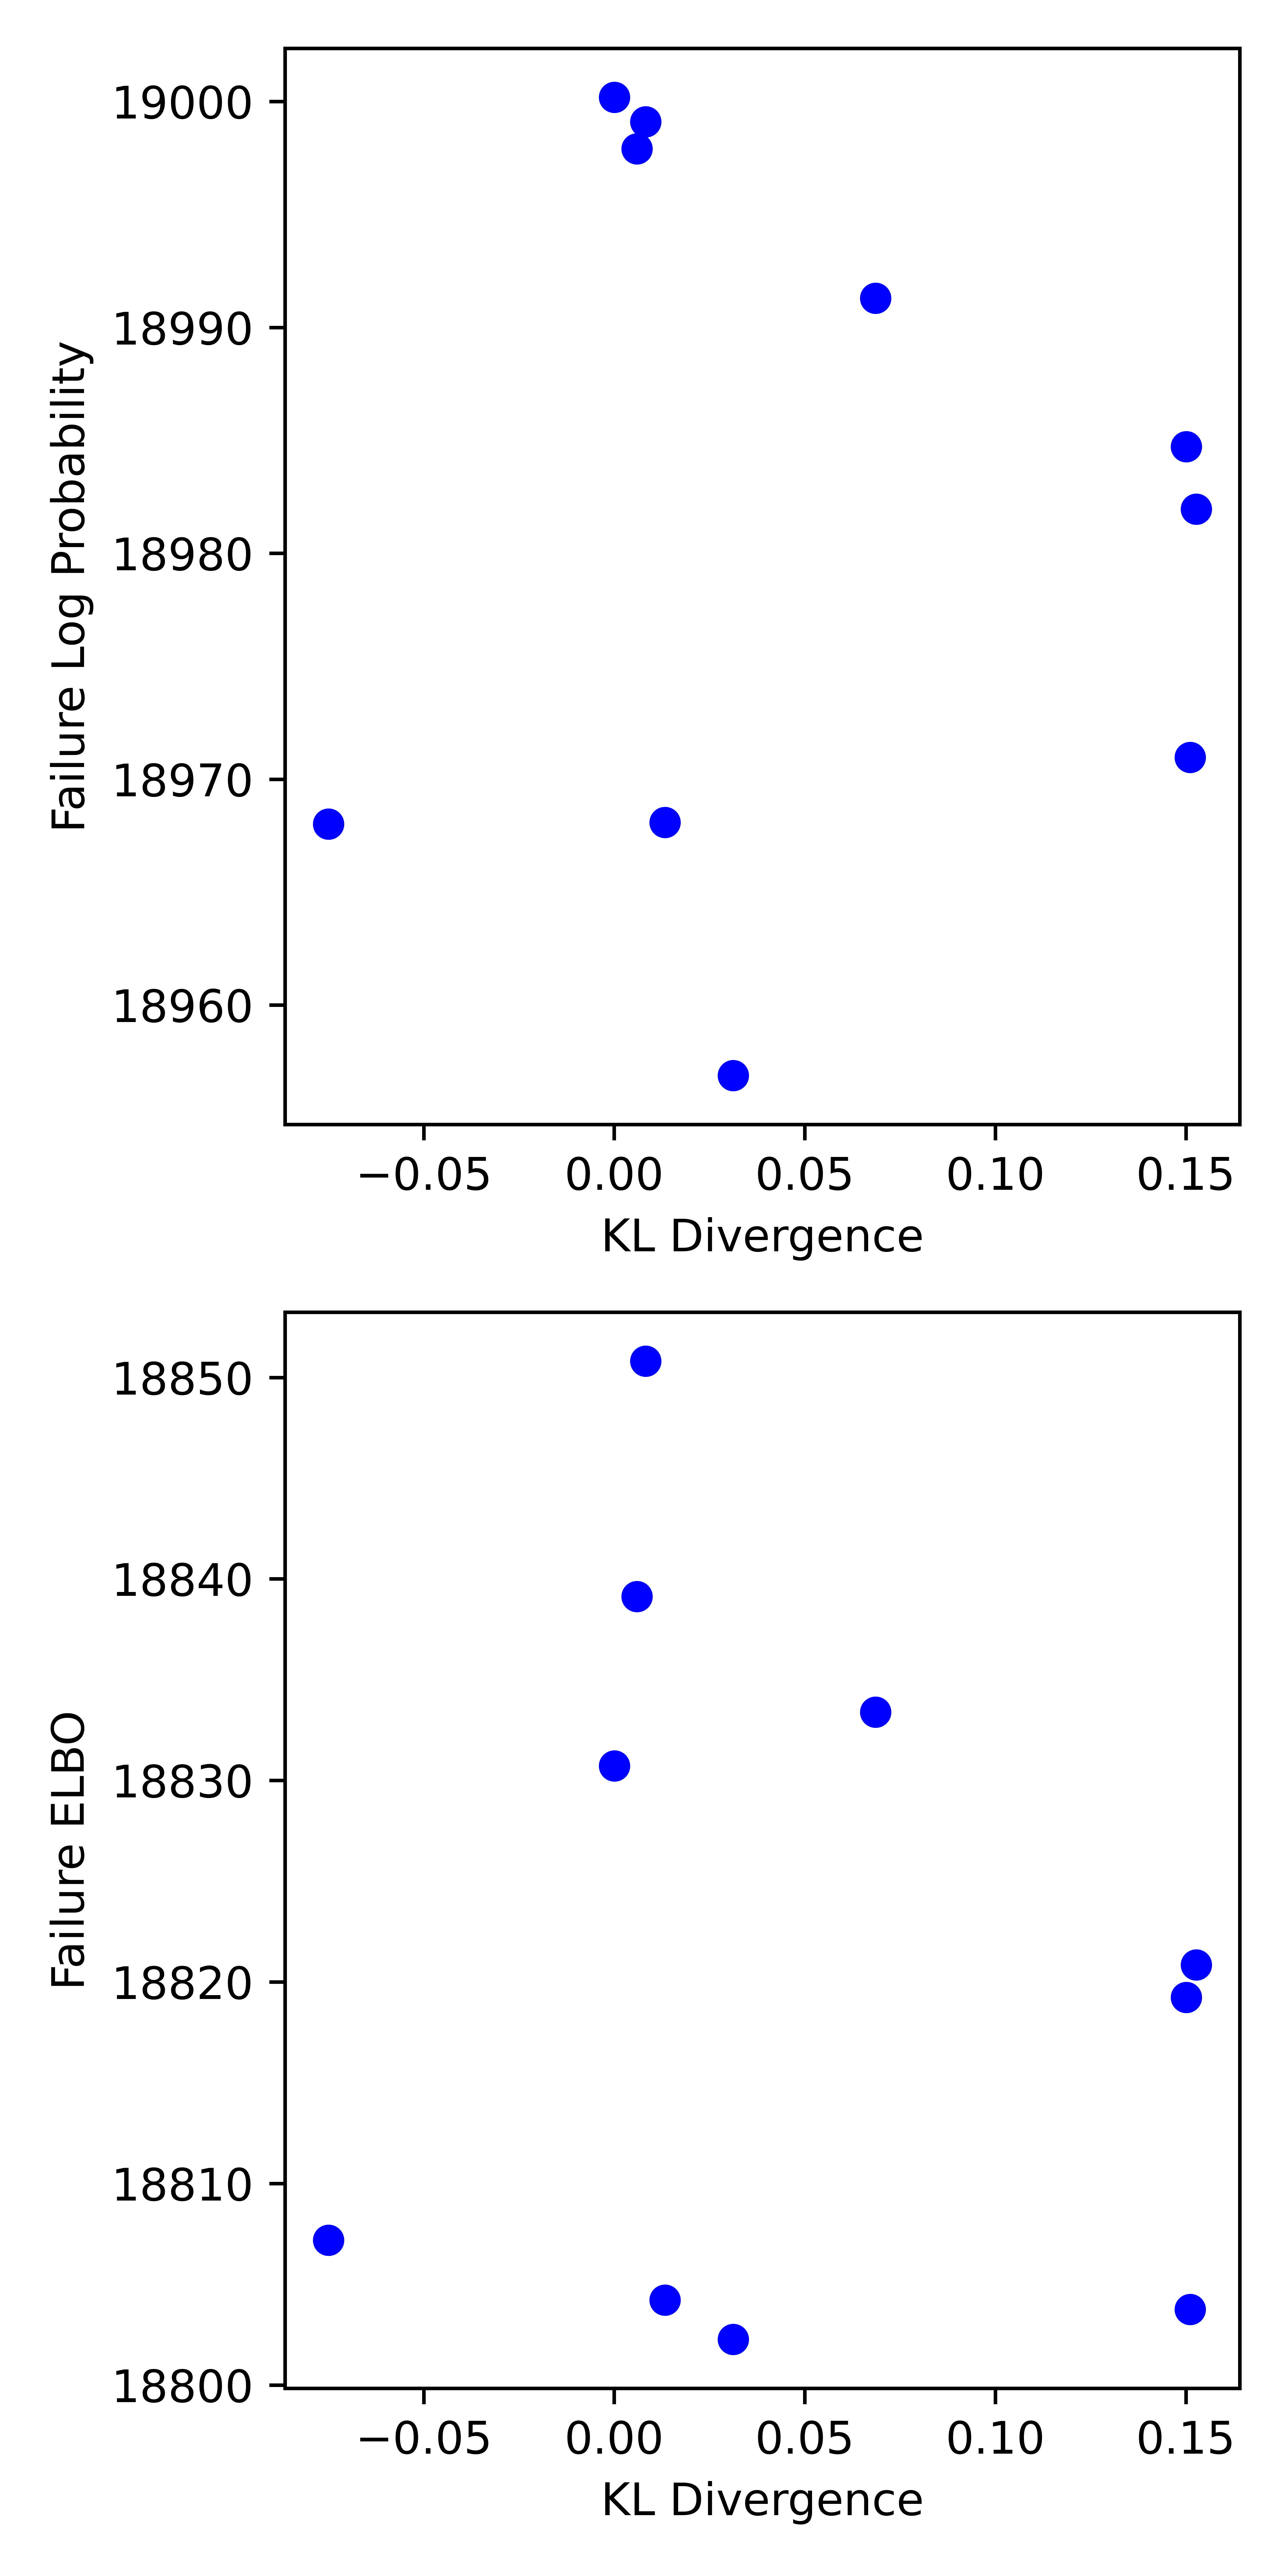 19000
18990
18980
18970
18960
Failure Log Probability
−0.05 0.00 0.05 0.10 0.15
KL Divergence
18850
18840
18830
18820
18810
18800
Failure ELBO
−0.05 0.00 0.05 0.10 0.15
KL Divergence